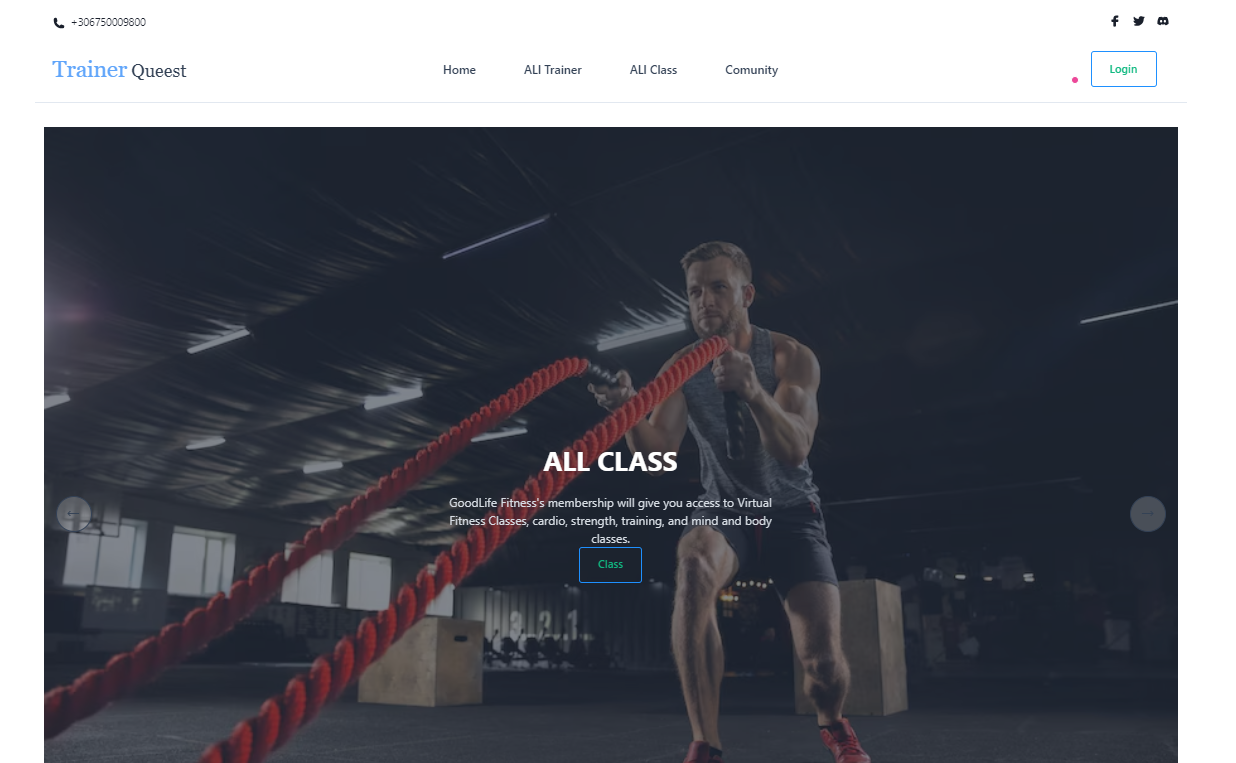 +306750009800
Trainer Queest
Home
ALI Trainer
ALI Class
Comunity
Login
ALL CLASS
GoodLife Fitness's membership will give you access to Virtual
Fitness Classes, cardio, strength, training, and mind and body
classes.
Class
321